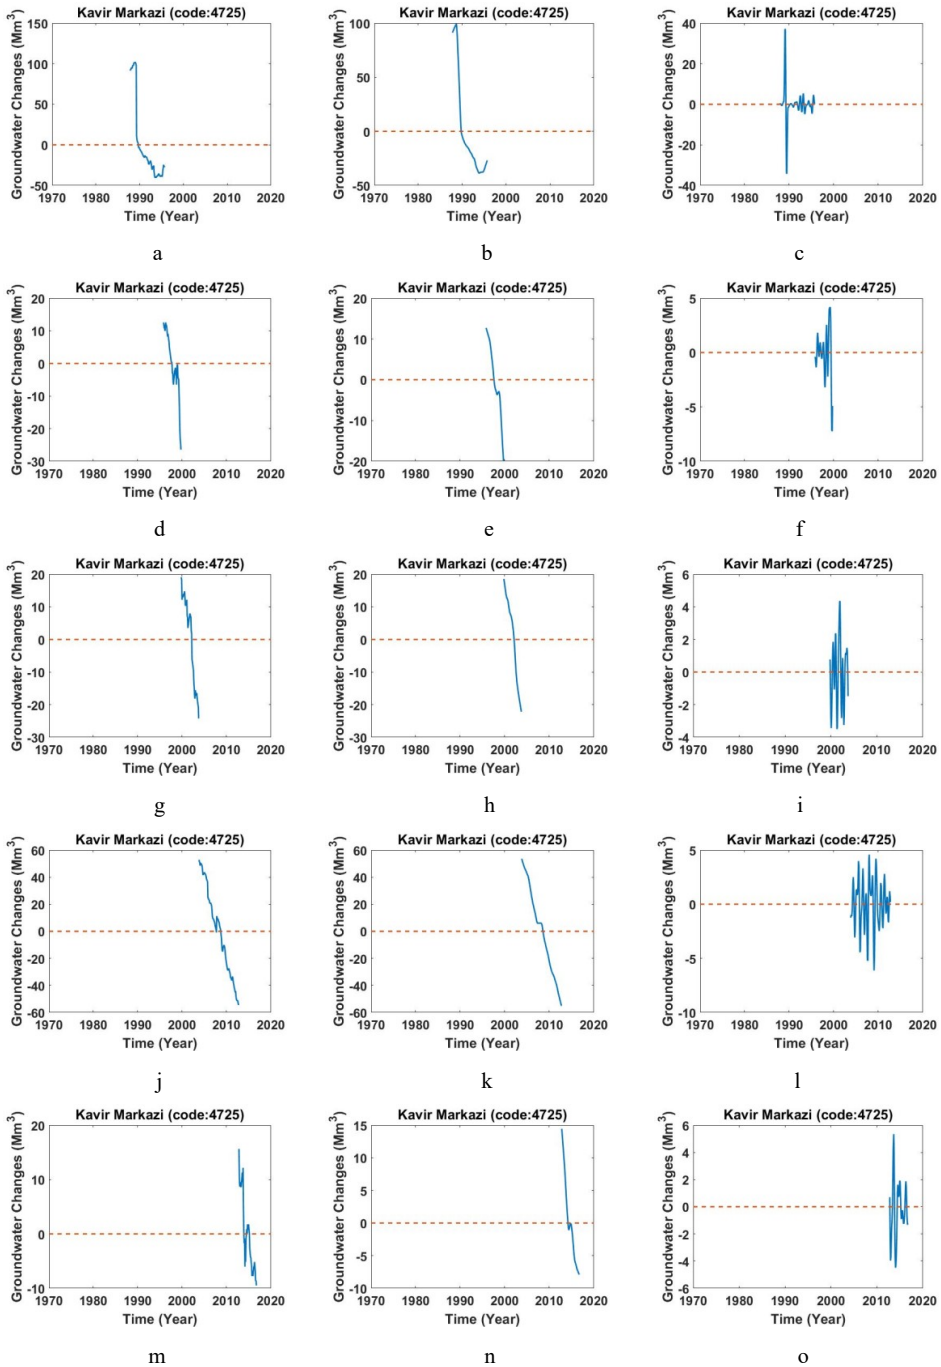 Kavir Markazi (code:4725)
Groundwater Changes (Mm3)
150
100
50
0
-50
1970 1980 1990 2000 2010 2020
Time (Year)
a
Kavir Markazi (code:4725)
Groundwater Changes (Mm3)
100
50
0
-50
1970 1980 1990 2000 2010 2020
Time (Year)
b
Kavir Markazi (code:4725)
Groundwater Changes (Mm3)
40
20
0
-20
-40
1970 1980 1990 2000 2010 2020
Time (Year)
c
Kavir Markazi (code:4725)
Groundwater Changes (Mm3)
20
10
0
-10
-20
-30
1970 1980 1990 2000 2010 2020
Time (Year)
d
Kavir Markazi (code:4725)
Groundwater Changes (Mm3)
20
10
0
-10
-20
1970 1980 1990 2000 2010 2020
Time (Year)
e
Kavir Markazi (code:4725)
Groundwater Changes (Mm3)
5
0
-5
-10
1970 1980 1990 2000 2010 2020
Time (Year)
f
Kavir Markazi (code:4725)
Groundwater Changes (Mm3)
20
10
0
-10
-20
-30
1970 1980 1990 2000 2010 2020
Time (Year)
g
Kavir Markazi (code:4725)
Groundwater Changes (Mm3)
20
10
0
-10
-20
-30
1970 1980 1990 2000 2010 2020
Time (Year)
h
Kavir Markazi (code:4725)
Groundwater Changes (Mm3)
6
4
2
0
-2
-4
1970 1980 1990 2000 2010 2020
Time (Year)
i
Kavir Markazi (code:4725)
Groundwater Changes (Mm3)
60
40
20
0
-20
-40
-60
1970 1980 1990 2000 2010 2020
Time (Year)
j
Kavir Markazi (code:4725)
Groundwater Changes (Mm3)
60
40
20
0
-20
-40
-60
1970 1980 1990 2000 2010 2020
Time (Year)
k
Kavir Markazi (code:4725)
Groundwater Changes (Mm3)
5
0
-5
-10
1970 1980 1990 2000 2010 2020
Time (Year)
l
Kavir Markazi (code:4725)
Groundwater Changes (Mm3)
20
10
0
-10
1970 1980 1990 2000 2010 2020
Time (Year)
m
Kavir Markazi (code:4725)
Groundwater Changes (Mm3)
15
10
5
0
-5
-10
1970 1980 1990 2000 2010 2020
Time (Year)
n
Kavir Markazi (code:4725)
Groundwater Changes (Mm3)
6
4
2
0
-2
-4
-6
1970 1980 1990 2000 2010 2020
Time (Year)
o